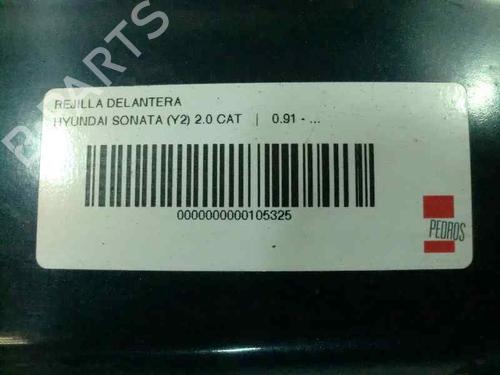 B-PARTS
REJILLA DELANTERA
HYUNDAI SONATA (Y2) 2.0 CAT | 0.91 - ...
0000000000105325
PEDROS